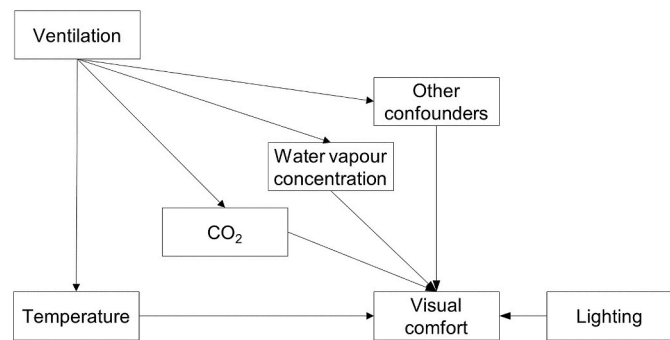 Ventilation
Other
confounders
Water vapour
concentration
CO₂
Temperature
Visual
comfort
Lighting